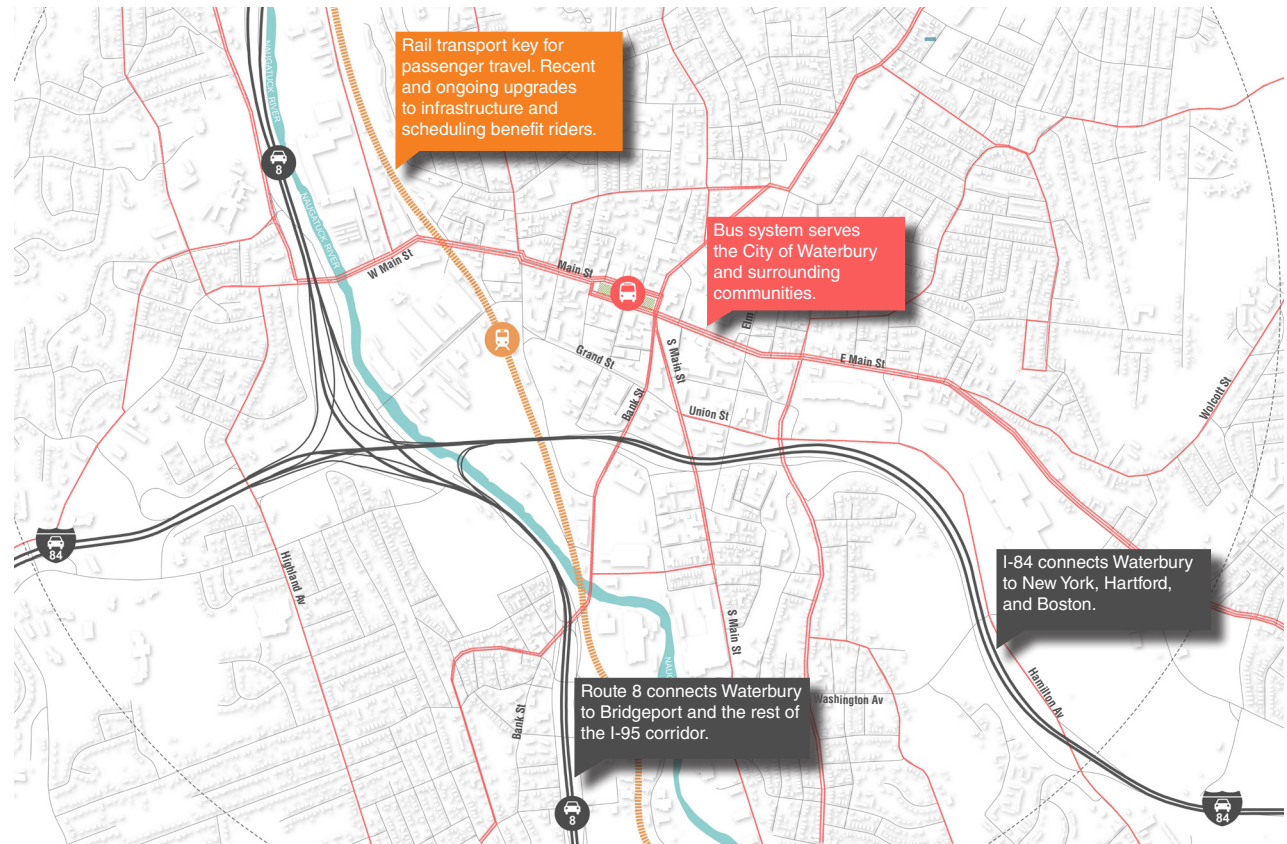 NAUGATUCK RIVER
Rail transport key for
passenger travel. Recent
and ongoing upgrades
to infrastructure and
scheduling benefit riders.
8
NAUGATUCK RIVER
W Main St
Main St
Bus system serves
the City of Waterbury
and surrounding
communities.
Elm
Grand St
S Main St
E Main St
Wolcott St
Bank St
Union St
84
Highland Av
I-84 connects Waterbury
to New York, Hartford,
and Boston.
S Main St
NAUG
Route 8 connects Waterbury
to Bridgeport and the rest of
the I-95 corridor.
Washington Av
Hamilton Av
Bank St
8
84